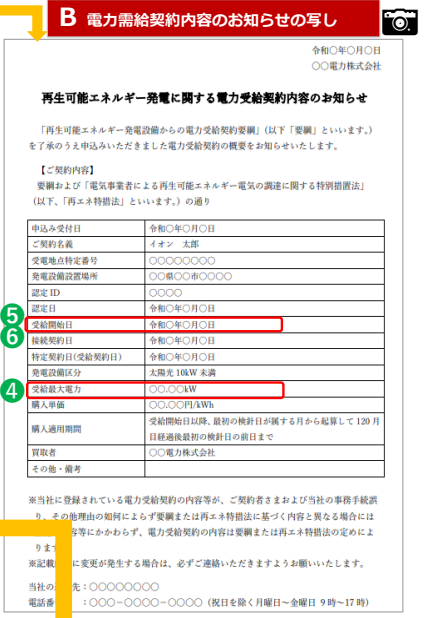 B 電力需給契約内容のお知らせの写し
令和○年○月○日
○○電力株式会社
再生可能エネルギー発電に関する電力受給契約内容のお知らせ
「再生可能エネルギー発電設備からの電力受給契約要綱」(以下「要綱」といいます。)
を了承のうえ申込みいただきました電力受給契約の概要をお知らせいたします。
【ご契約内容】
要綱および「電気事業者による再生可能エネルギー電気の調達に関する特別措置法」
(以下、「再エネ特措法」といいます。)の通り
申込み受付日 令和○年○月○日
ご契約名義 イオン 太郎
受電地点特定番号 ○○○○○○○○
発電設備設置場所 ○○県○○市○○○○
認定 ID ○○○○
認定日 令和○年○月○日
❺ 受給開始日 令和○年○月○日
❻ 接続契約日 令和○年○月○日
特定契約日(受給契約日) 令和○年○月○日
発電設備区分 太陽光 10kW 未満
❹ 受給最大電力 ○○.○○kW
購入単価 ○○.○○円/kWh
購入適用期間 受給開始日以降、最初の検針日が属する月から起算して 120 月
目経過後最初の検針日の前日まで
買取者 ○○電力株式会社
その他・備考
※当社に登録されている電力受給契約の内容等が、ご契約者さまおよび当社の事務手続誤
り、その他理由の如何によらず要綱または再エネ特措法に基づく内容と異なる場合には
容等にかかわらず、電力受給契約の内容は要綱または再エネ特措法の定めによ
ります
※記載 に変更が発生する場合は、必ずご連絡いただきますようお願いいたします。
当社の 先:○○○○○○○○
電話番 :○○○-○○○○-○○○○(祝日を除く月曜日～金曜日 9 時～17 時)